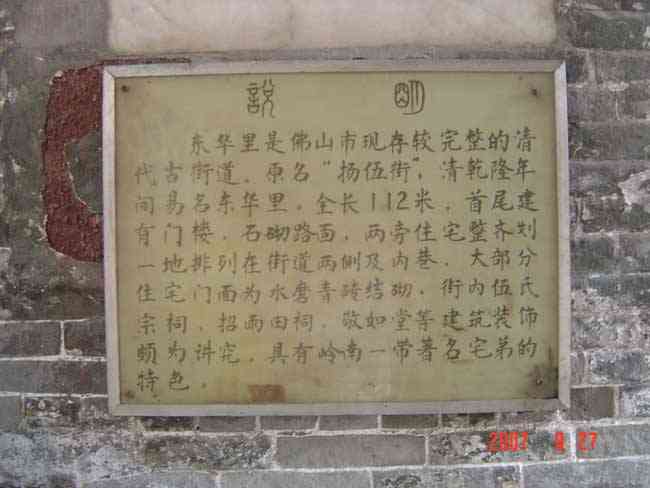 說明
东华里是佛山市现存较完整的清
代古街道。原名“扬伍街”，清乾隆年
间易名东华里。全长112米，首尾建
有门楼，石砌路面，两旁住宅整齐划
一地排列在街道两侧及内巷。大部分
住宅门面为水磨青砖结砌，街内伍氏
宗祠，招雨田祠，敬如堂等建筑装饰
颇为讲究，具有岭南一带著名宅弟的
特色。
2007 27